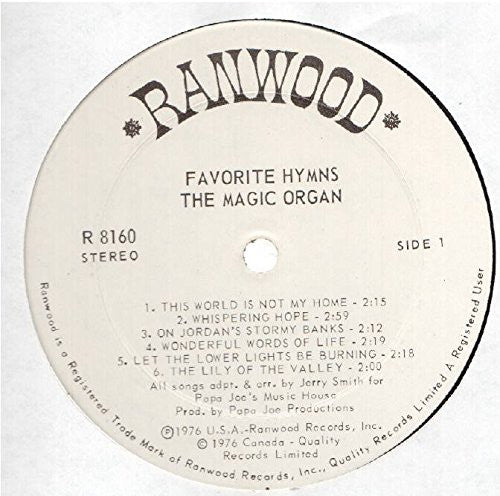 RANWOOD
FAVORITE HYMNS
THE MAGIC ORGAN
R 8160
STEREO
SIDE 1
1. THIS WORLD IS NOT MY HOME - 2:15
2. WHISPERING HOPE - 2:59
3. ON JORDAN'S STORMY BANKS - 2:12
4. WONDERFUL WORDS OF LIFE - 2:19
5. LET THE LOWER LIGHTS BE BURNING - 2:18
6. THE LILY OF THE VALLEY - 2:00
All songs adpt. & arr. by Jerry Smith for
Papa Joe's Music House
Prod. by Papa Joe Productions
Ⓟ1976 U.S.A.-Ranwood Records, Inc.
©1976 Canada - Quality
Records Limited
Ranwood is a Registered Trade Mark of Ranwood Records, Inc., Quality Records Limited A Registered User